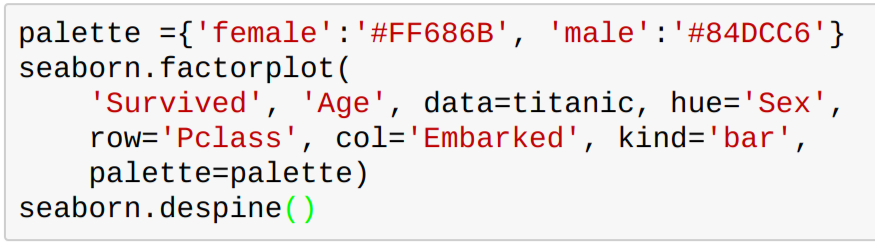 palette ={'female':'#FF686B', 'male':'#84DCC6'}
seaborn.factorplot(
    'Survived', 'Age', data=titanic, hue='Sex',
    row='Pclass', col='Embarked', kind='bar',
    palette=palette)
seaborn.despine()